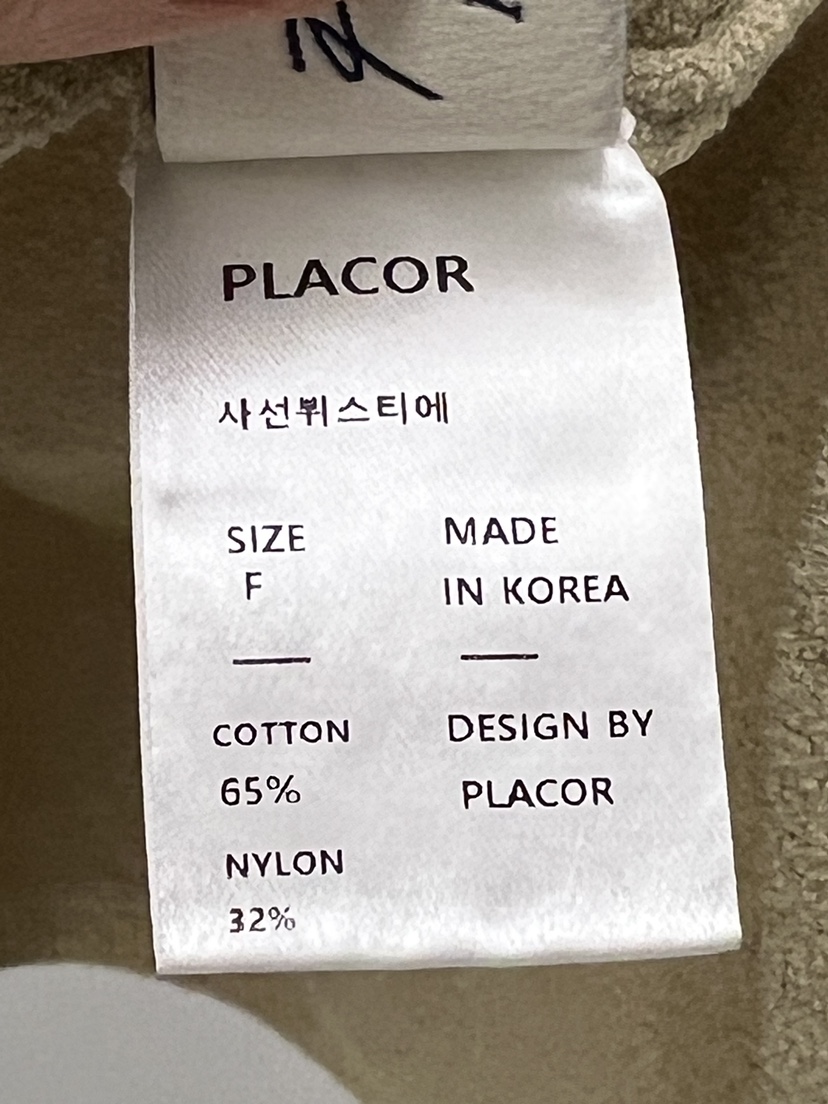 PLACOR
사선뷔스티에
SIZE
F
MADE
IN KOREA
COTTON
65%
NYLON
32%
DESIGN BY
PLACOR